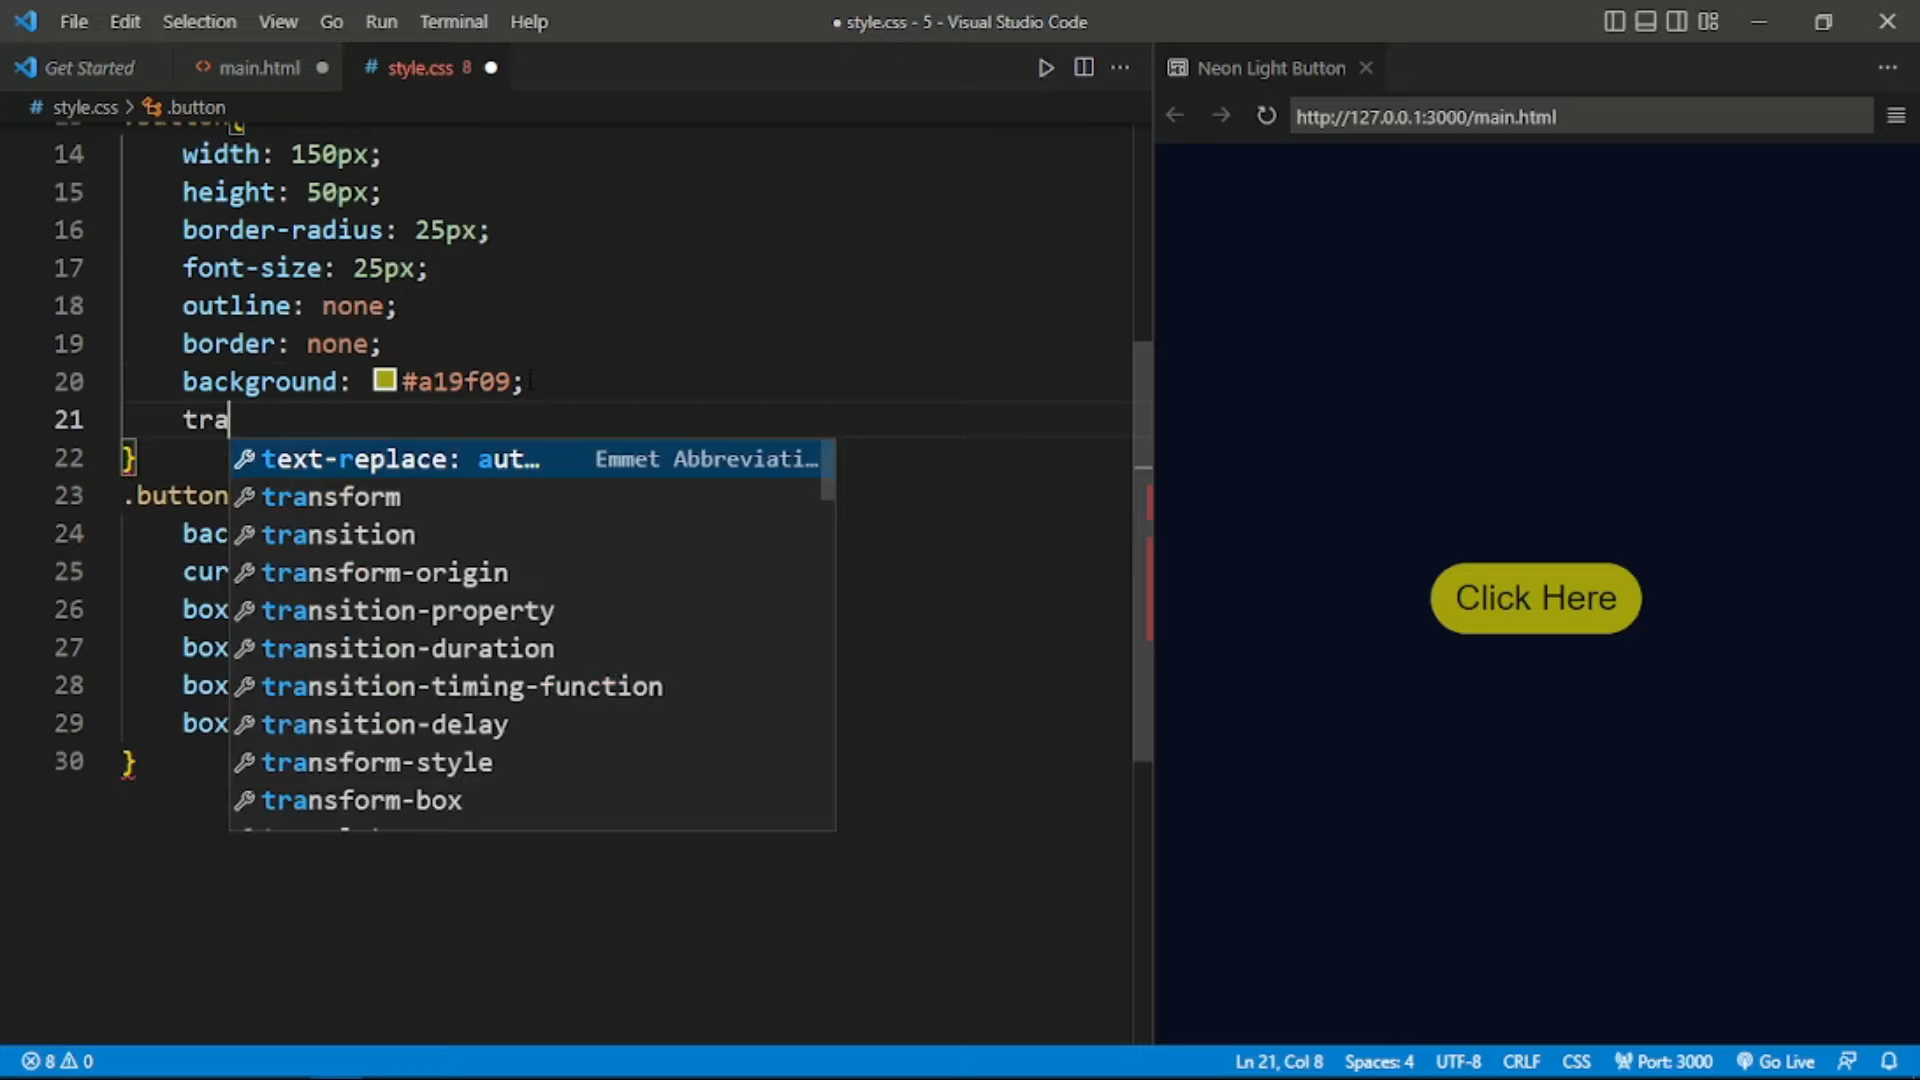 File Edit Selection View Go Run Terminal Help
● style.css - 5 - Visual Studio Code
Get Started
main.html
# style.css 8
Neon Light Button
# style.css > .button
http://127.0.0.1:3000/main.html
14 width: 150px;
15 height: 50px;
16 border-radius: 25px;
17 font-size: 25px;
18 outline: none;
19 border: none;
20 background: #a19f09;
21 tra
22 }
text-replace: aut… Emmet Abbreviati…
23 .button
transform
24 bac
transition
25 cur
transform-origin
26 box
transition-property
27 box
transition-duration
28 box
transition-timing-function
29 box
transition-delay
30 }
transform-style
transform-box
Click Here
8 0
Ln 21, Col 8 Spaces: 4 UTF-8 CRLF CSS Port: 3000 Go Live